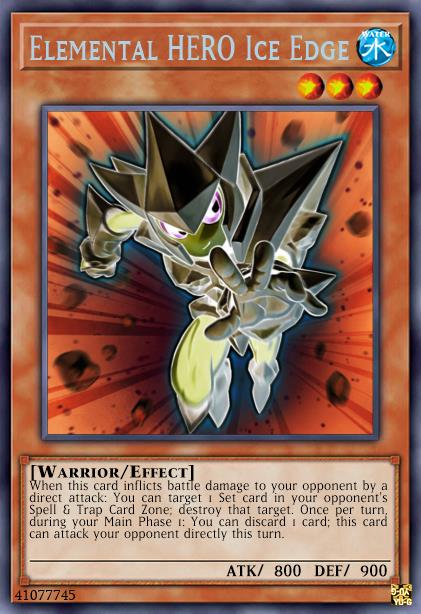 ELEMENTAL HERO ICE EDGE
WATER
水
[WARRIOR/EFFECT]
When this card inflicts battle damage to your opponent by a
direct attack: You can target 1 Set card in your opponent's
Spell & Trap Card Zone; destroy that target. Once per turn,
during your Main Phase 1: You can discard 1 card; this card
can attack your opponent directly this turn.
ATK/ 800 DEF/ 900
41077745